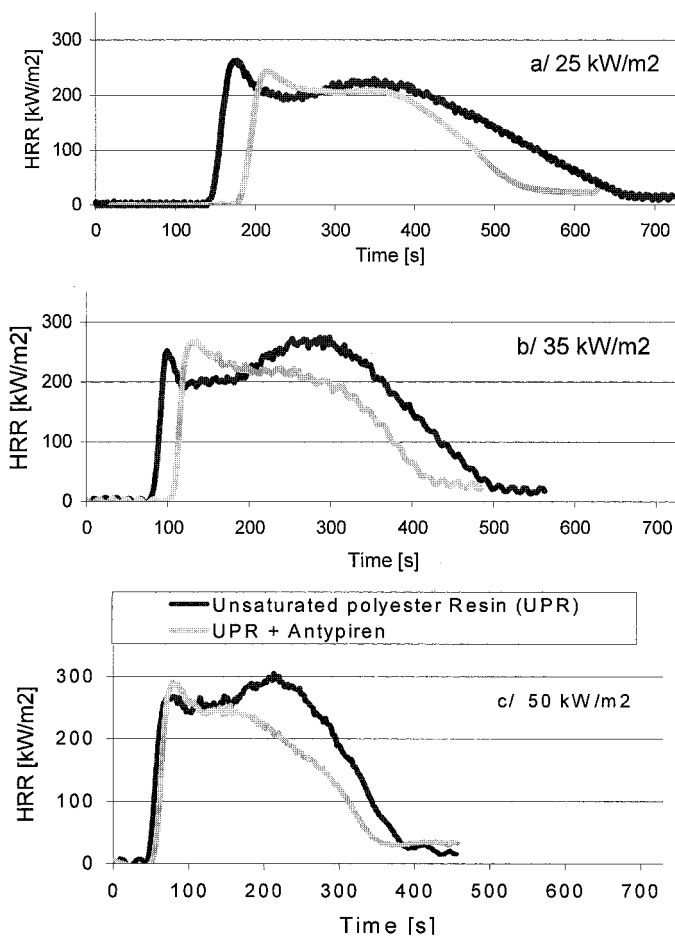 a/ 25 kW/m2
HRR [kW/m2]
300
200
100
0
0 100 200 300 400 500 600 700
Time [s]
b/ 35 kW/m2
HRR [kW/m2]
300
200
100
0
0 100 200 300 400 500 600 700
Time [s]
Unsaturated polyester Resin (UPR)
UPR + Antypiren
c/ 50 kW/m2
HRR [kW/m2]
300
200
100
0
0 100 200 300 400 500 600 700
Time [s]